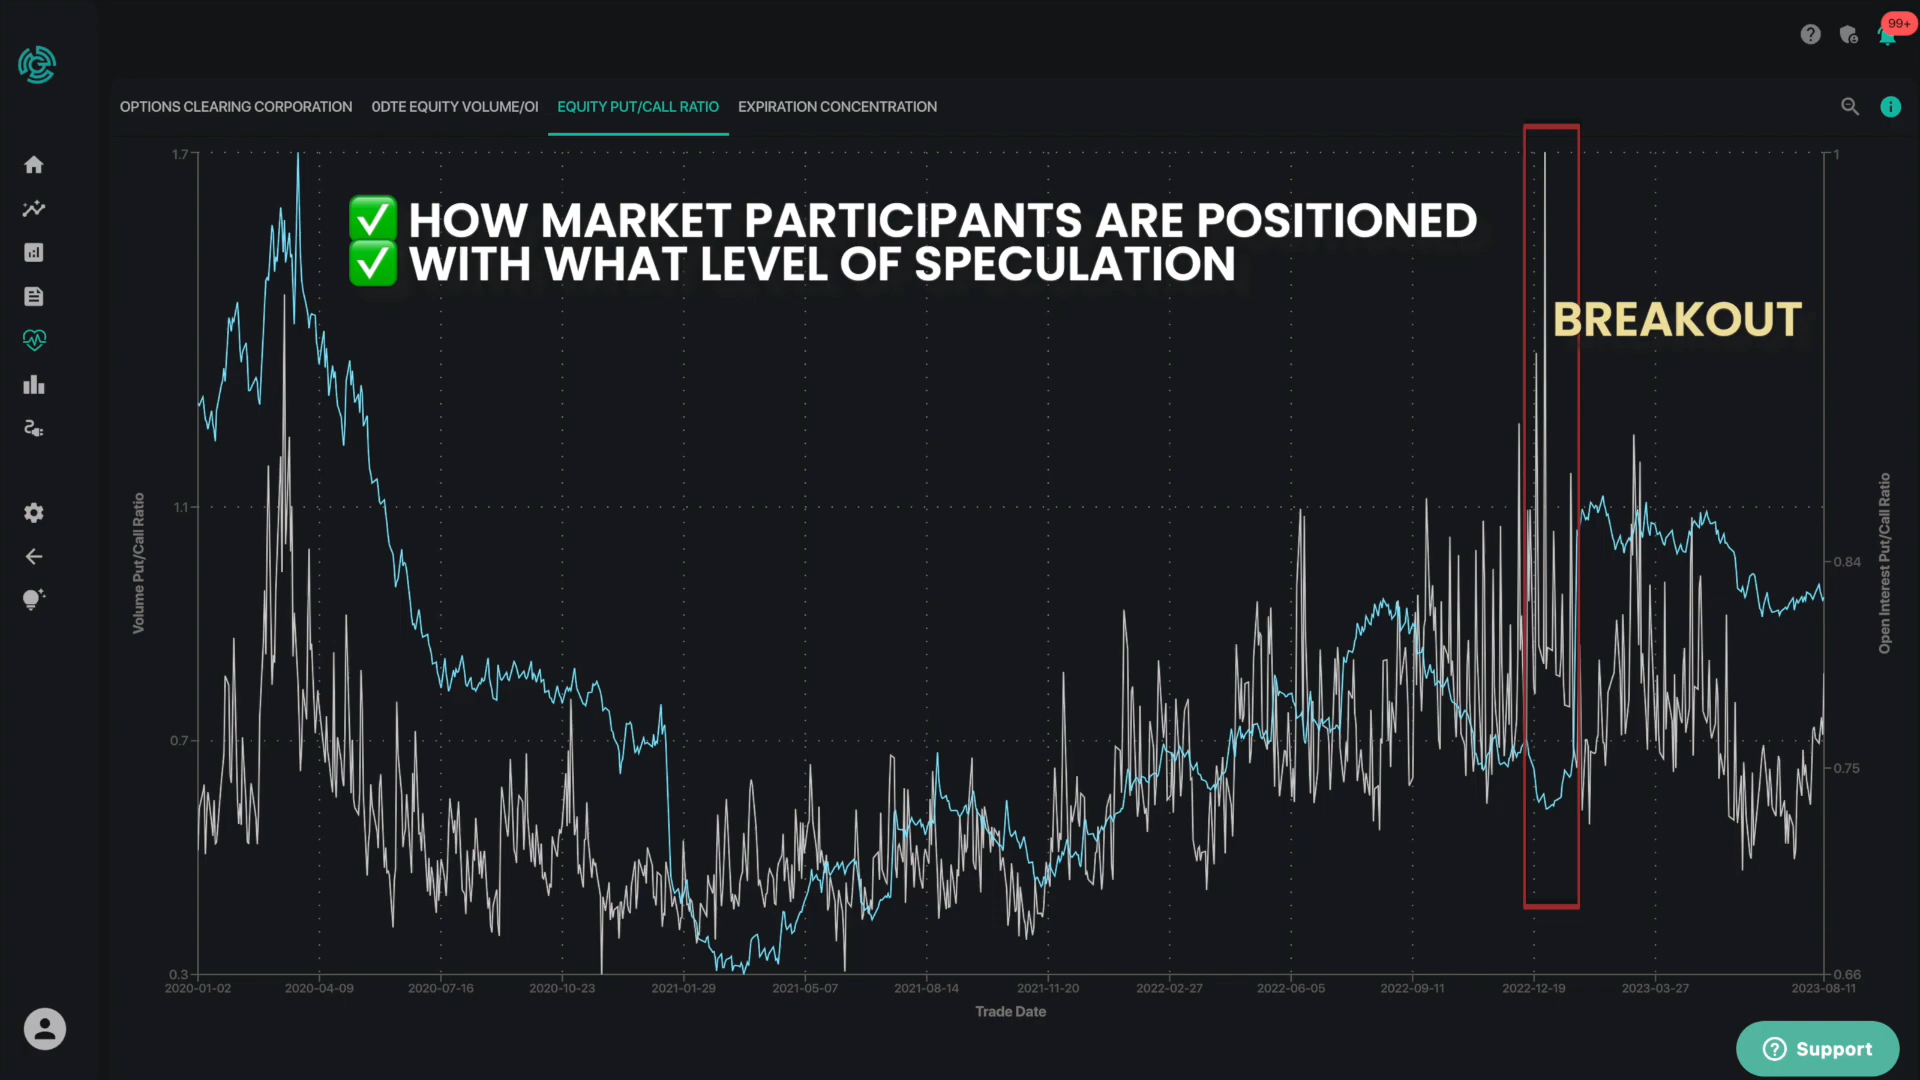 99+
OPTIONS CLEARING CORPORATION
0DTE EQUITY VOLUME/OI
EQUITY PUT/CALL RATIO
EXPIRATION CONCENTRATION
✅ HOW MARKET PARTICIPANTS ARE POSITIONED
✅ WITH WHAT LEVEL OF SPECULATION
BREAKOUT
1.7
1.1
0.7
0.3
Volume Put/Call Ratio
1
0.84
0.75
0.66
Open Interest Put/Call Ratio
2020-01-02
2020-04-09
2020-07-16
2020-10-23
2021-01-29
2021-05-07
2021-08-14
2021-11-20
2022-02-27
2022-06-05
2022-09-11
2022-12-19
2023-03-27
2023-08-11
Trade Date
Support